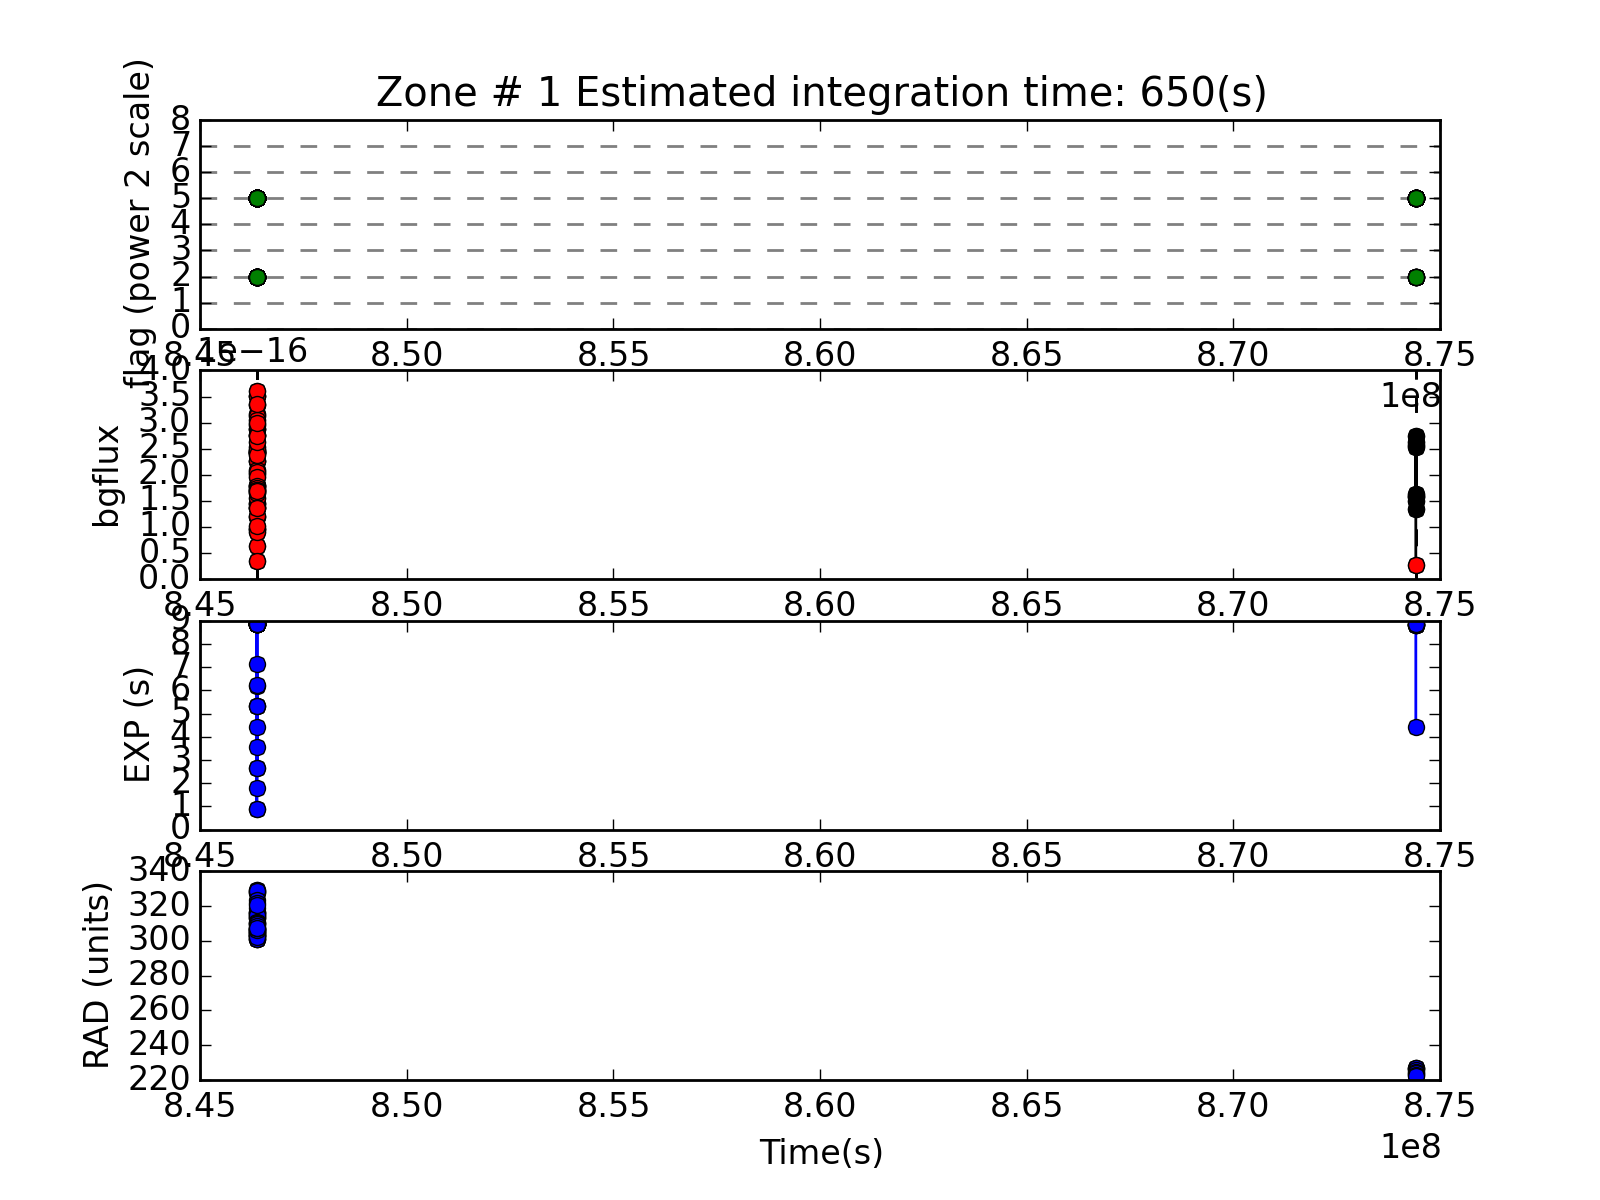 Zone # 1 Estimated integration time: 650(s)
flag (power 2 scale)
8
7
6
5
4
3
2
1
0
8.45 8.50 8.55 8.60 8.65 8.70 8.75
1e8
1e−16
bgflux
4.0
3.5
3.0
2.5
2.0
1.5
1.0
0.5
0.0
8.45 8.50 8.55 8.60 8.65 8.70 8.75
EXP (s)
9
8
7
6
5
4
3
2
1
0
8.45 8.50 8.55 8.60 8.65 8.70 8.75
RAD (units)
340
320
300
280
260
240
220
8.45 8.50 8.55 8.60 8.65 8.70 8.75
Time(s)
1e8